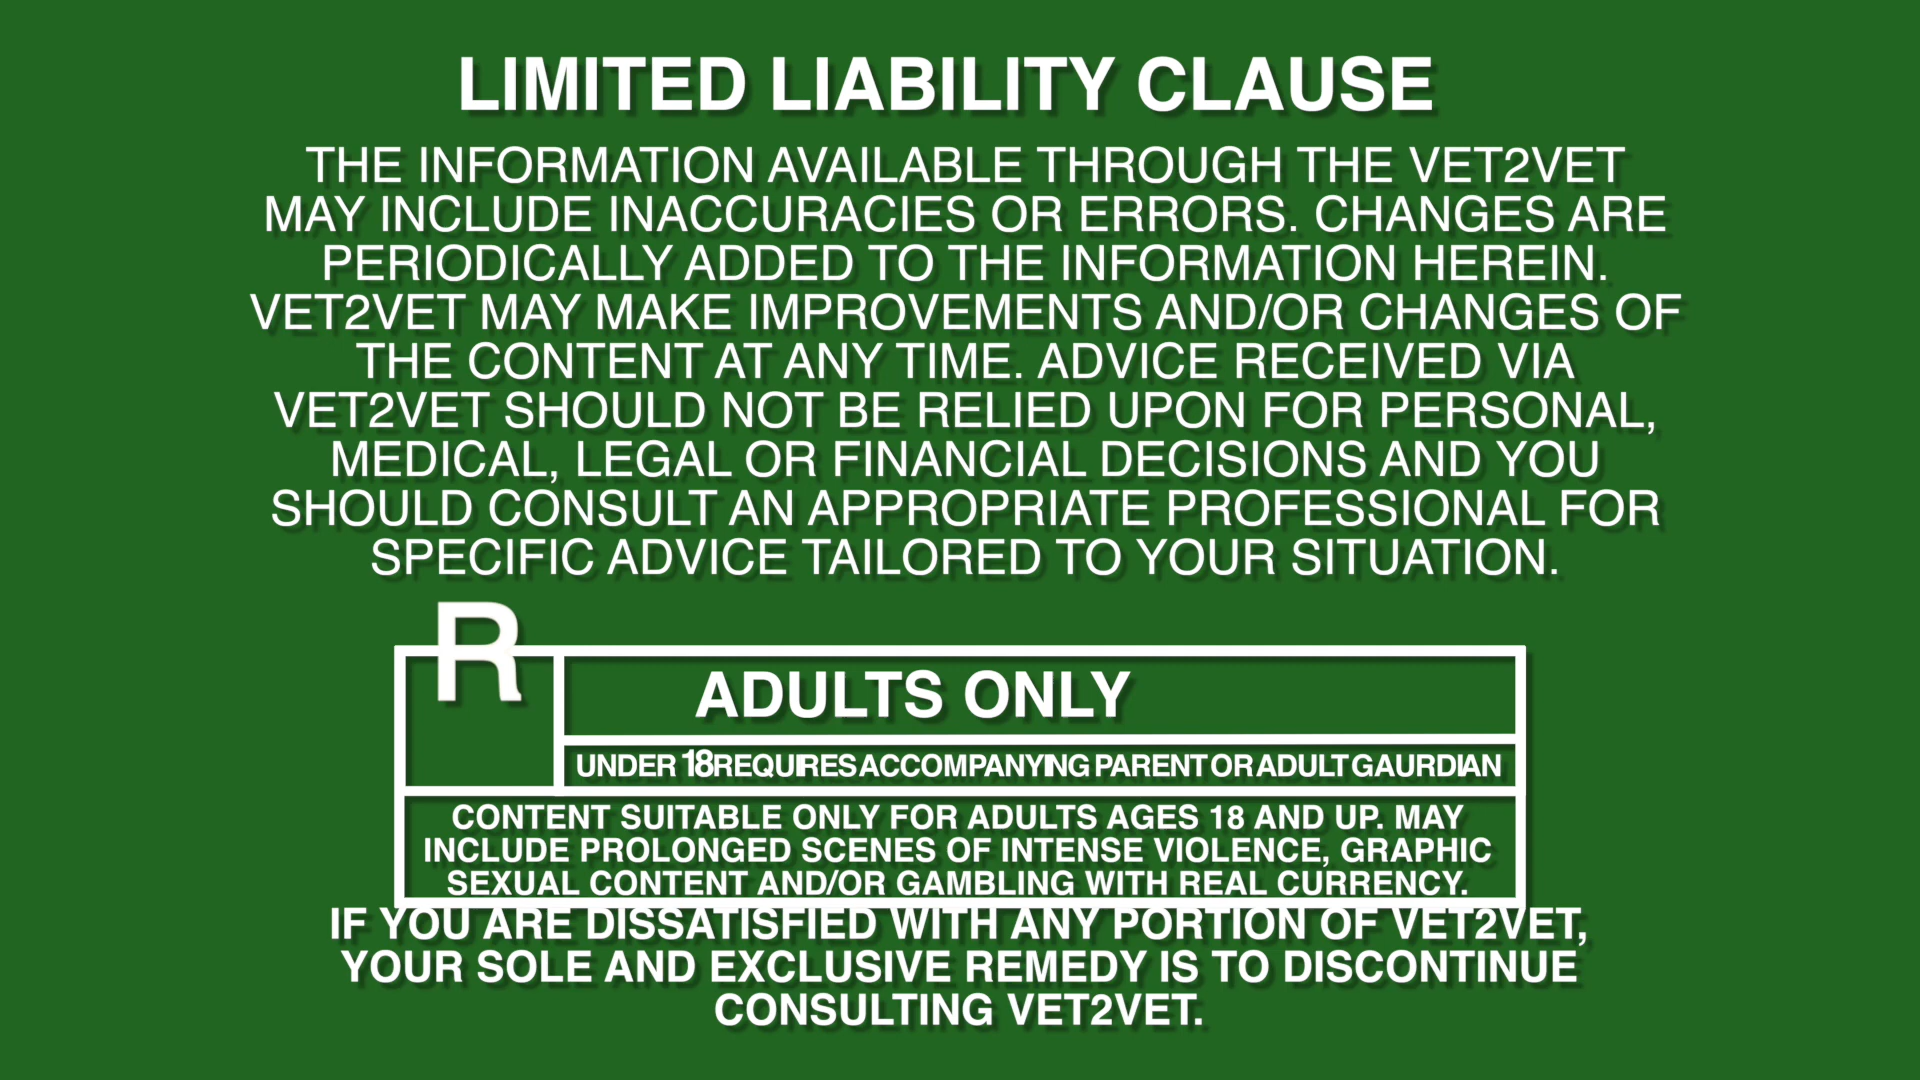 LIMITED LIABILITY CLAUSE
THE INFORMATION AVAILABLE THROUGH THE VET2VET
MAY INCLUDE INACCURACIES OR ERRORS. CHANGES ARE
PERIODICALLY ADDED TO THE INFORMATION HEREIN.
VET2VET MAY MAKE IMPROVEMENTS AND/OR CHANGES OF
THE CONTENT AT ANY TIME. ADVICE RECEIVED VIA
VET2VET SHOULD NOT BE RELIED UPON FOR PERSONAL,
MEDICAL, LEGAL OR FINANCIAL DECISIONS AND YOU
SHOULD CONSULT AN APPROPRIATE PROFESSIONAL FOR
SPECIFIC ADVICE TAILORED TO YOUR SITUATION.
R
ADULTS ONLY
UNDER 18 REQUIRES ACCOMPANYING PARENT OR ADULT GAURDIAN
CONTENT SUITABLE ONLY FOR ADULTS AGES 18 AND UP. MAY
INCLUDE PROLONGED SCENES OF INTENSE VIOLENCE, GRAPHIC
SEXUAL CONTENT AND/OR GAMBLING WITH REAL CURRENCY.
IF YOU ARE DISSATISFIED WITH ANY PORTION OF VET2VET,
YOUR SOLE AND EXCLUSIVE REMEDY IS TO DISCONTINUE
CONSULTING VET2VET.